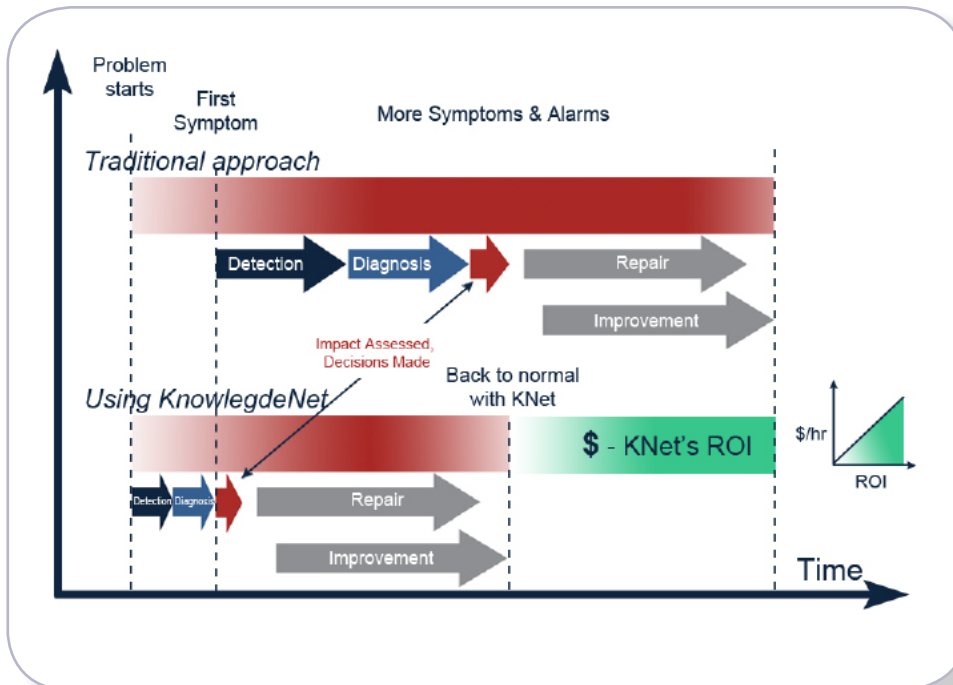 Problem
starts
First
Symptom
More Symptoms & Alarms
Traditional approach
Detection
Diagnosis
Repair
Improvement
Impact Assessed,
Decisions Made
Back to normal
with KNet
Using KnowlegdeNet
$ - KNet's ROI
$/hr
ROI
Detection
Diagnosis
Repair
Improvement
Time